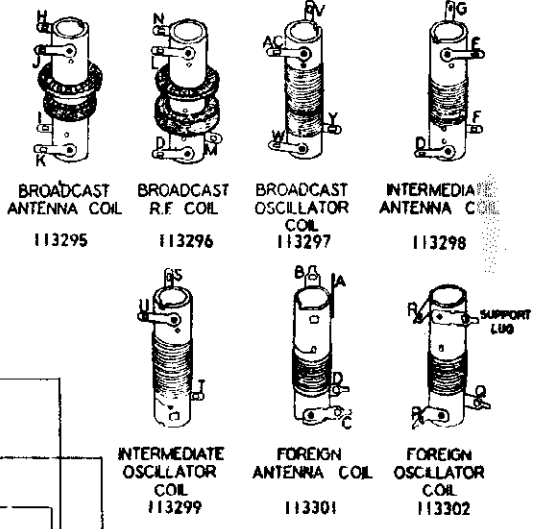 H
J
I
K
BROADCAST
ANTENNA COIL
113295
N
L
D
M
BROADCAST
R.F. COIL
113296
V
AC
Y
W
BROADCAST
OSCILLATOR
COIL
113297
G
E
F
D
INTERMEDIATE
ANTENNA COIL
113298
S
U
T
INTERMEDIATE
OSCILLATOR
COIL
113299
B
A
D
C
FOREIGN
ANTENNA COIL
113301
R
SUPPORT
LUG
Q
FOREIGN
OSCILLATOR
COIL
113302